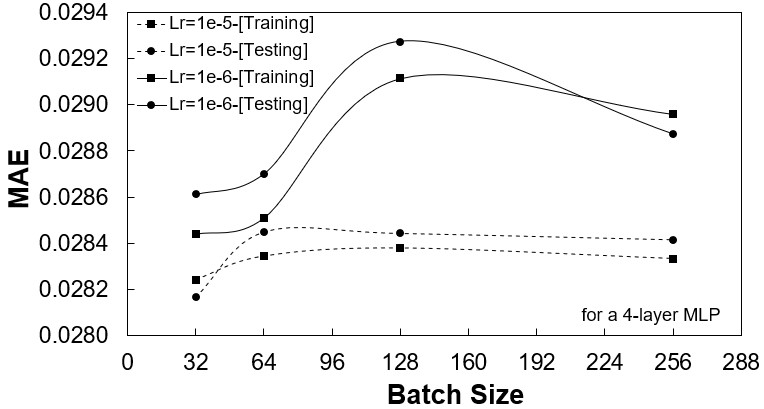 0.0294
0.0292
0.0290
0.0288
0.0286
0.0284
0.0282
0.0280
MAE
Lr=1e-5-[Training]
Lr=1e-5-[Testing]
Lr=1e-6-[Training]
Lr=1e-6-[Testing]
for a 4-layer MLP
0 32 64 96 128 160 192 224 256 288
Batch Size